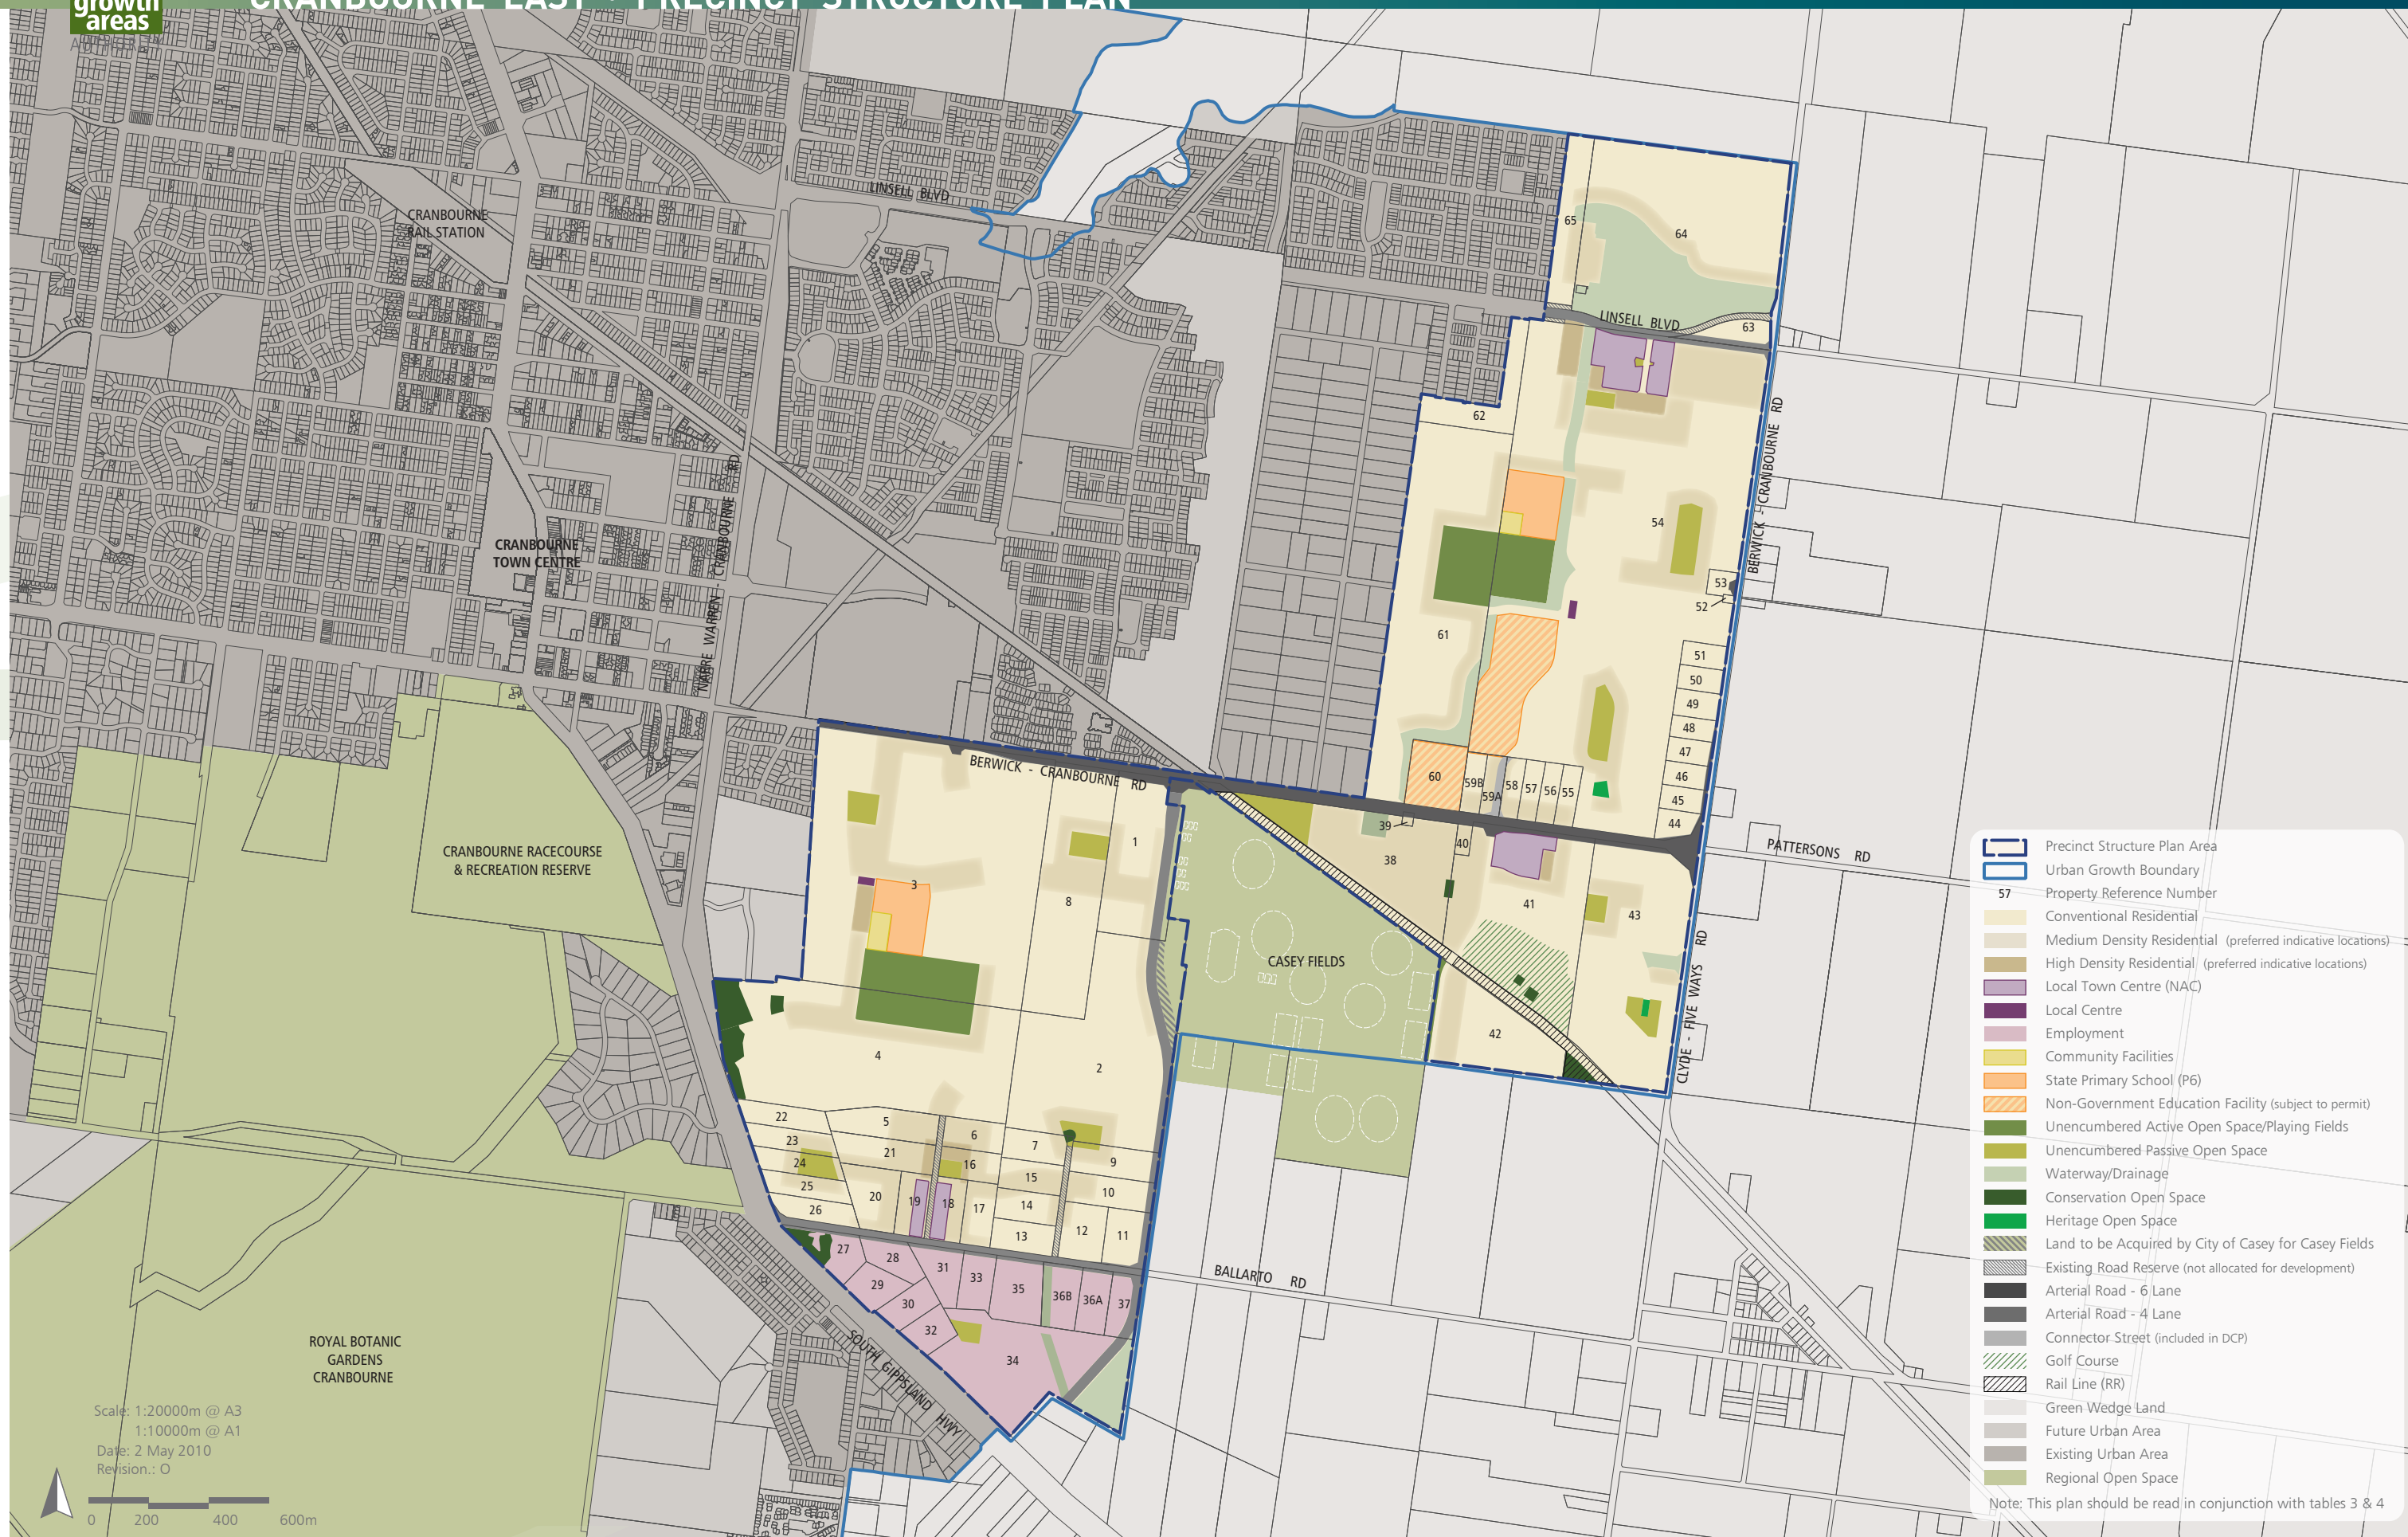 growth
areas
AUTHORITY
CRANBOURNE EAST - PRECINCT STRUCTURE PLAN
LINSELL BLVD
CRANBOURNE
RAIL STATION
CRANBOURNE
TOWN CENTRE
NARRE WARREN - CRANBOURNE RD
65
64
LINSELL BLVD
63
62
BERWICK - CRANBOURNE RD
54
53
52
61
51
50
49
48
47
46
45
44
60
59B
59A
58
57
56
55
BERWICK - CRANBOURNE RD
PATTERSONS RD
39
40
38
41
43
42
CLYDE - FIVE WAYS RD
CASEY FIELDS
CRANBOURNE RACECOURSE
& RECREATION RESERVE
1
3
8
4
2
22
5
6
23
21
7
24
16
9
25
15
20
19
18
10
26
17
14
13
12
11
27
28
31
33
35
29
36B
36A
37
30
32
34
BALLARTO RD
SOUTH GIPPSLAND HWY
ROYAL BOTANIC
GARDENS
CRANBOURNE
Scale: 1:20000m @ A3
1:10000m @ A1
Date: 2 May 2010
Revision.: O
0 200 400 600m
Precinct Structure Plan Area
Urban Growth Boundary
57 Property Reference Number
Conventional Residential
Medium Density Residential (preferred indicative locations)
High Density Residential (preferred indicative locations)
Local Town Centre (NAC)
Local Centre
Employment
Community Facilities
State Primary School (P6)
Non-Government Education Facility (subject to permit)
Unencumbered Active Open Space/Playing Fields
Unencumbered Passive Open Space
Waterway/Drainage
Conservation Open Space
Heritage Open Space
Land to be Acquired by City of Casey for Casey Fields
Existing Road Reserve (not allocated for development)
Arterial Road - 6 Lane
Arterial Road - 4 Lane
Connector Street (included in DCP)
Golf Course
Rail Line (RR)
Green Wedge Land
Future Urban Area
Existing Urban Area
Regional Open Space
Note: This plan should be read in conjunction with tables 3 & 4